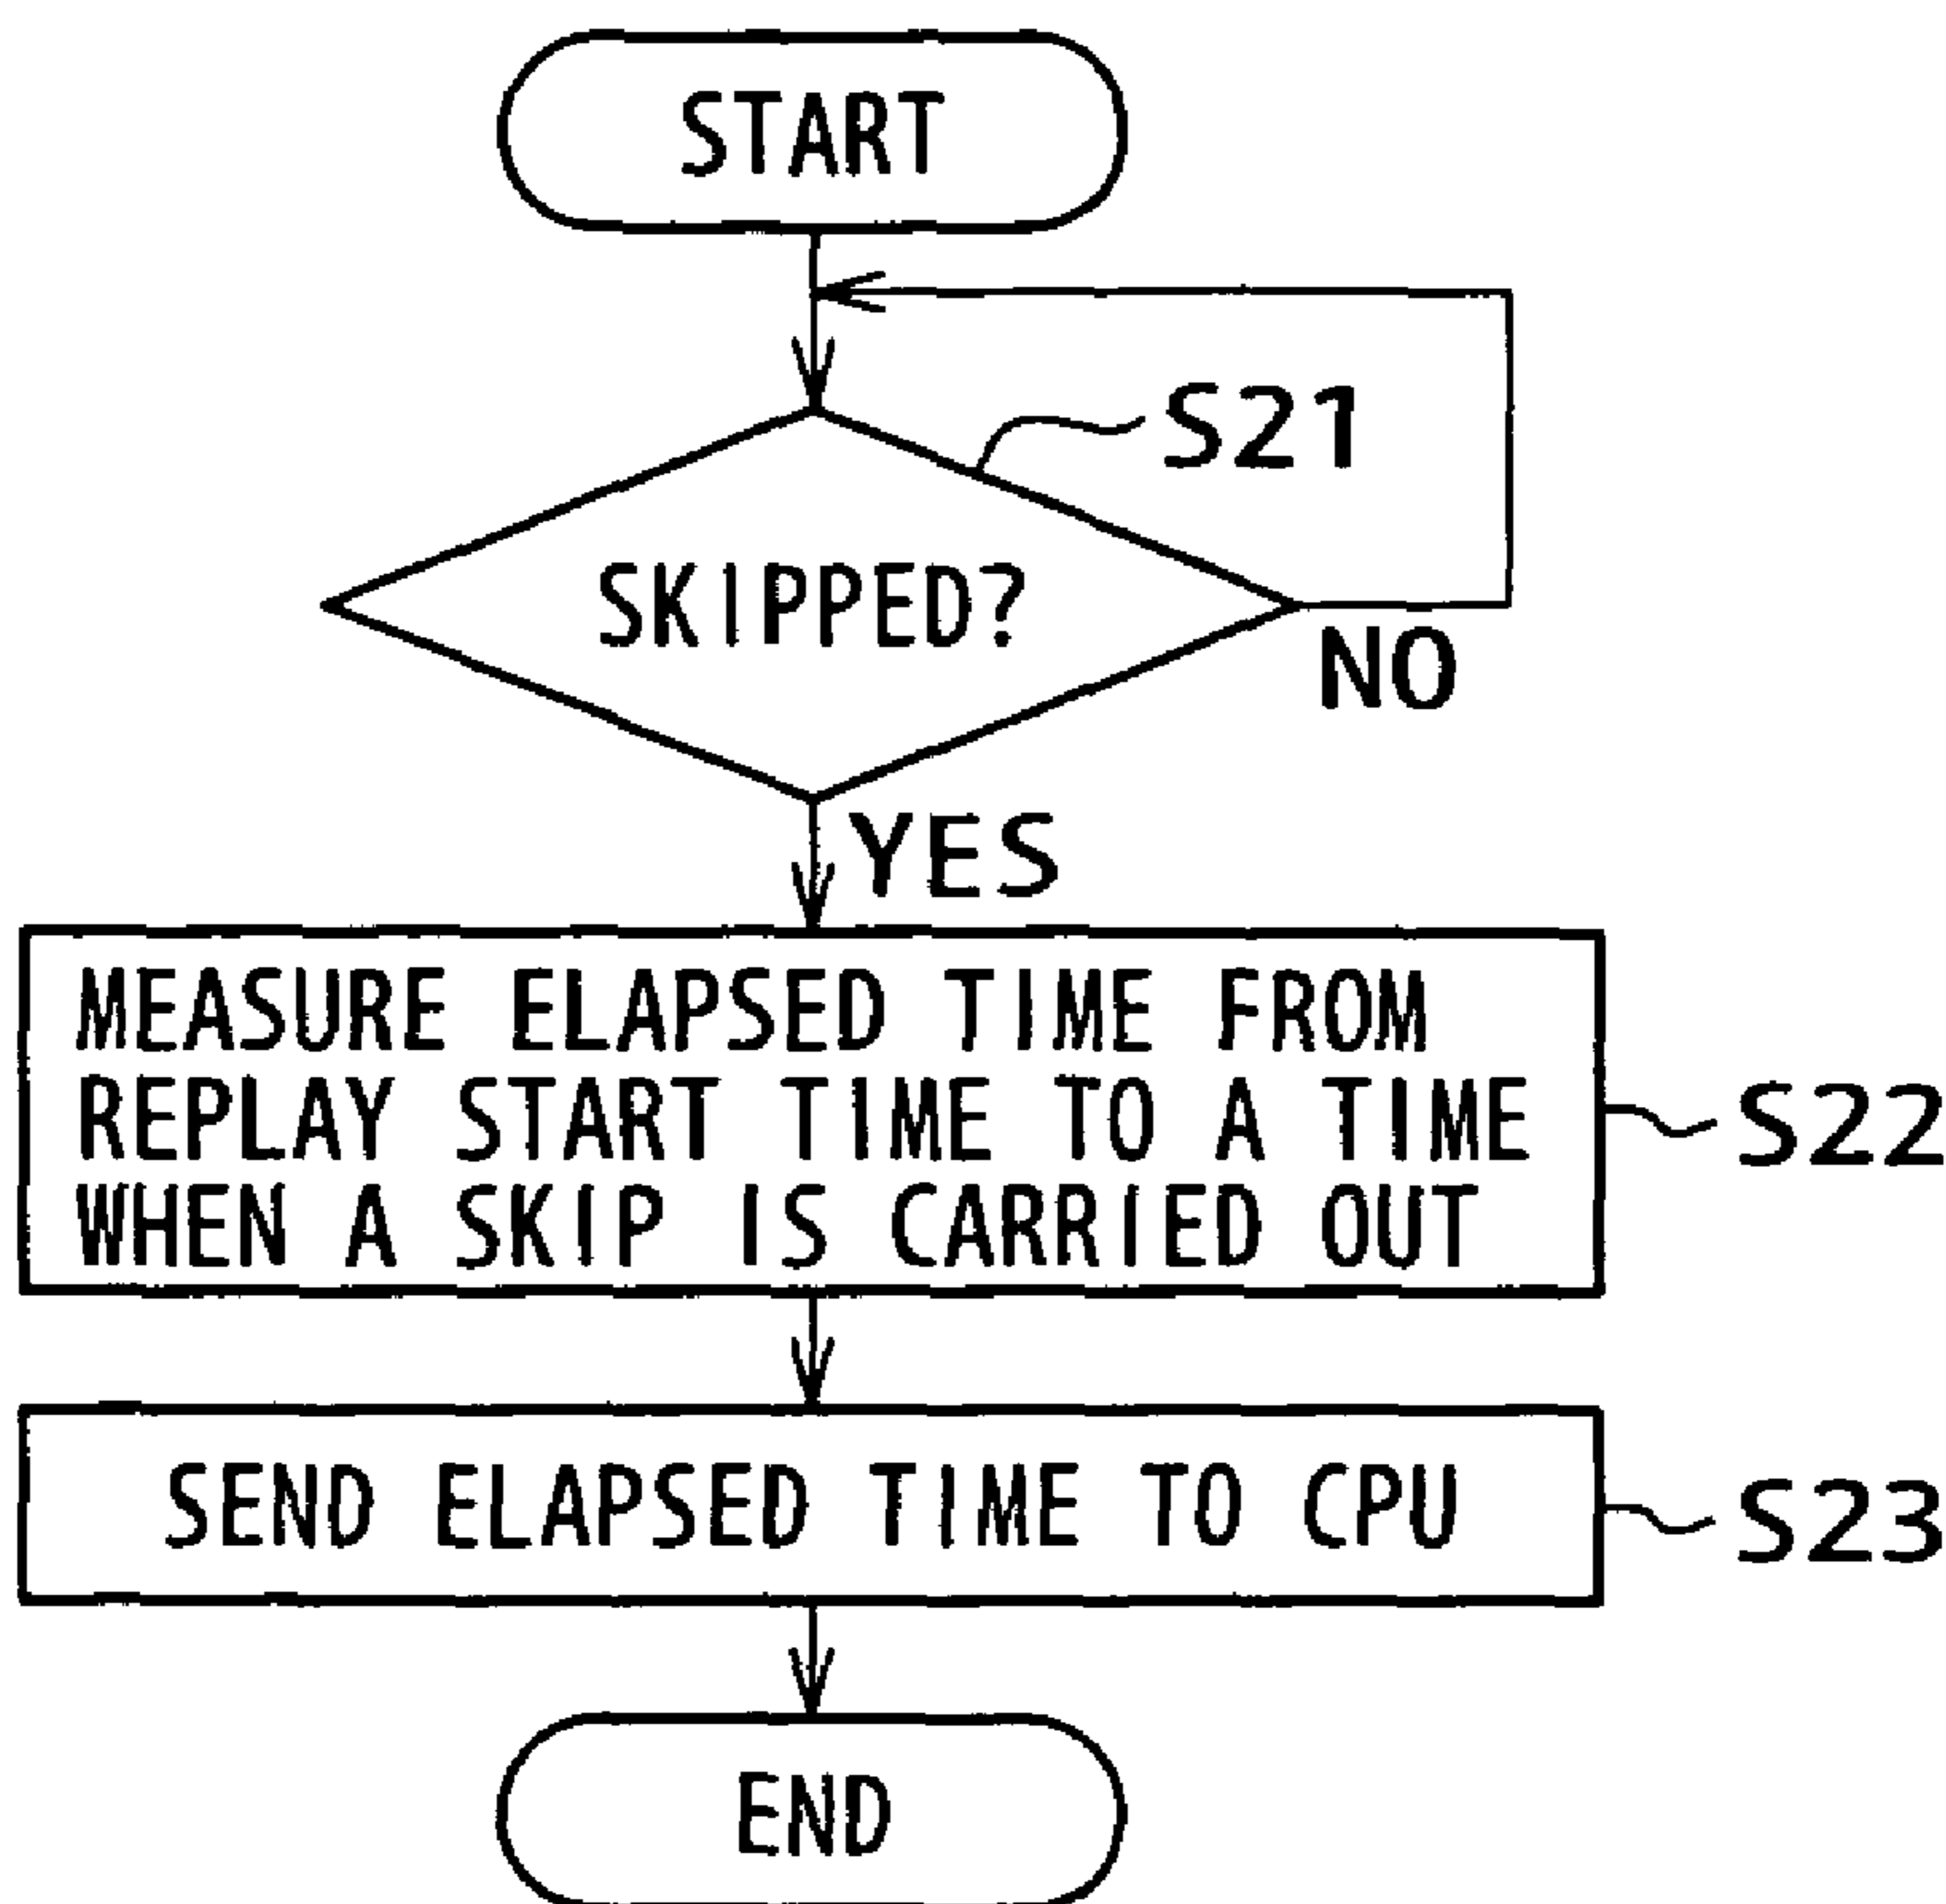 START
S21
SKIPPED?
NO
YES
MEASURE ELAPSED TIME FROM
REPLAY START TIME TO A TIME
WHEN A SKIP IS CARRIED OUT
S22
SEND ELAPSED TIME TO CPU
S23
END